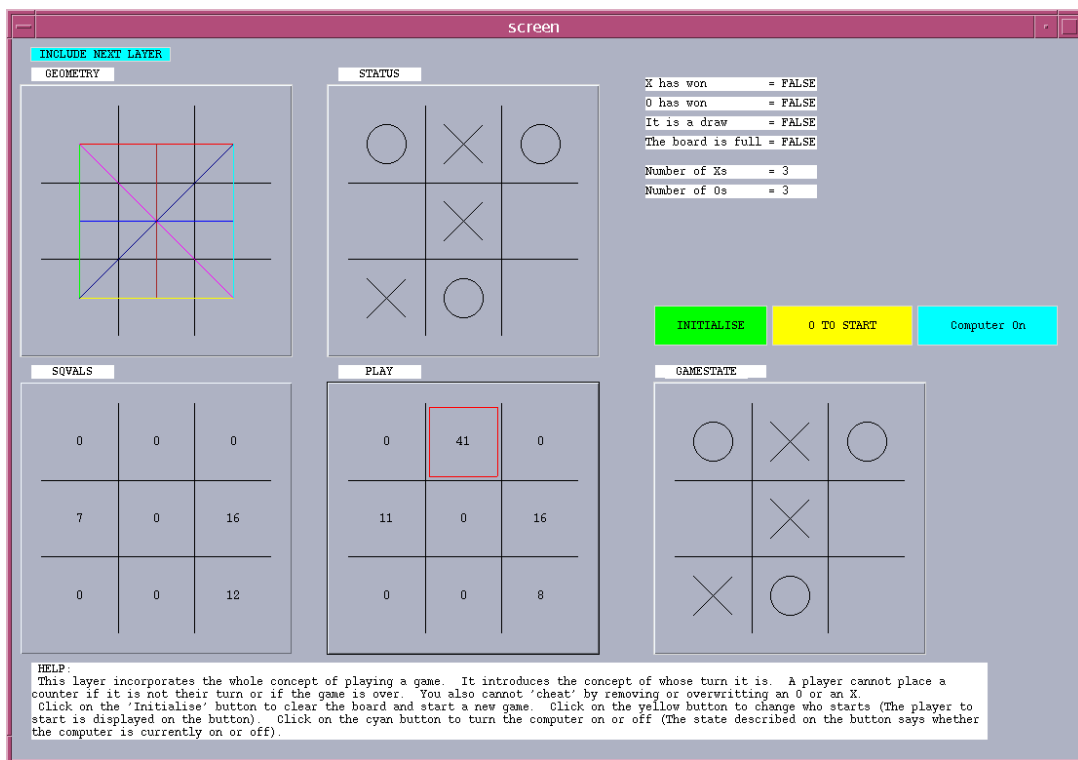 screen
INCLUDE NEXT LAYER
GEOMETRY
STATUS
X has won = FALSE
O has won = FALSE
It is a draw = FALSE
The board is full = FALSE
Number of Xs = 3
Number of Os = 3
INITIALISE
O TO START
Computer On
SQVALS
PLAY
GAMESTATE
0 0 0
7 0 16
0 0 12
0 41 0
11 0 16
0 0 8
HELP:
This layer incorporates the whole concept of playing a game. It introduces the concept of whose turn it is. A player cannot place a
counter if it is not their turn or if the game is over. You also cannot 'cheat' by removing or overwritting an O or an X.
Click on the 'Initialise' button to clear the board and start a new game. Click on the yellow button to change who starts (The player to
start is displayed on the button). Click on the cyan button to turn the computer on or off (The state described on the button says whether
the computer is currently on or off).